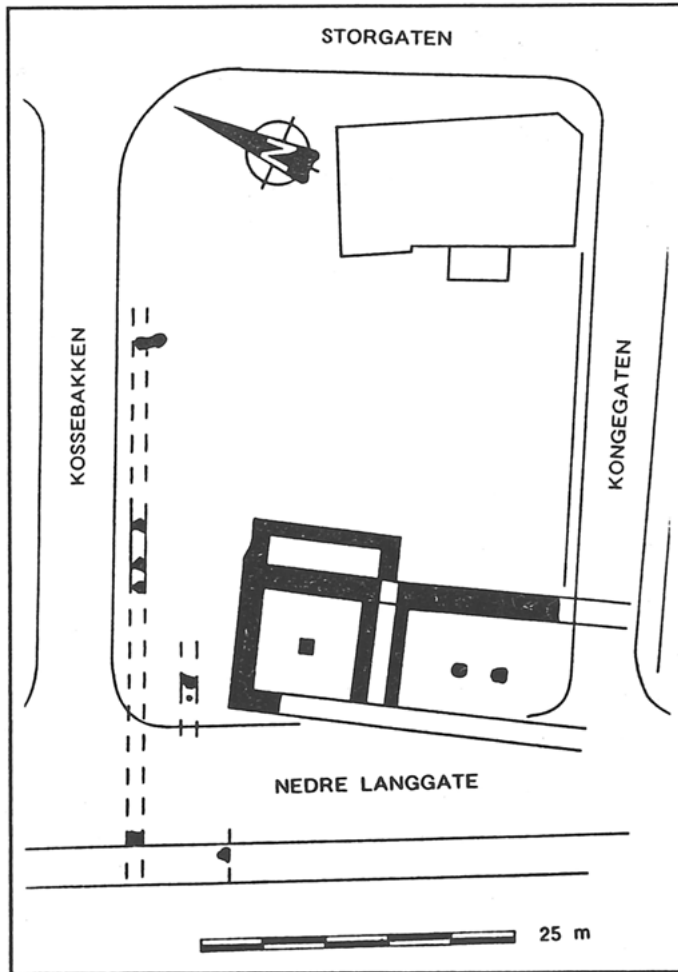 STORGATEN
N
KOSSEBAKKEN
KONGEGATEN
NEDRE LANGGATE
25 m